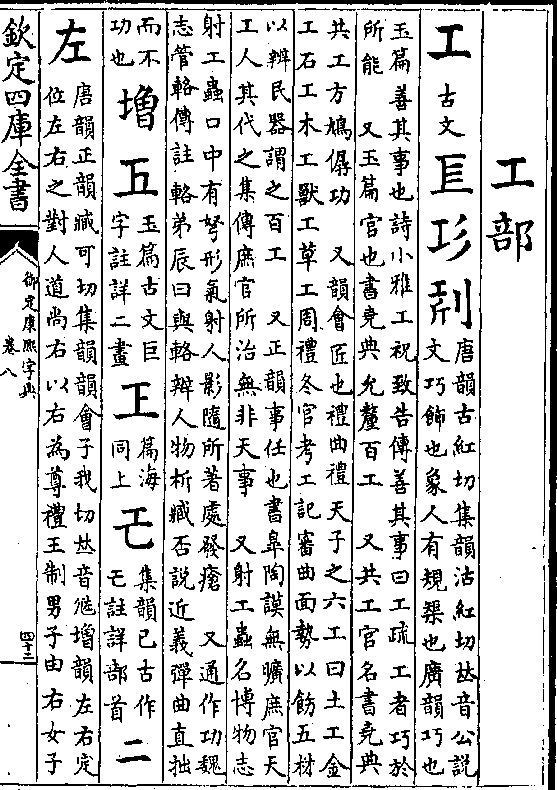 工部
工 古文
唐韻古紅切集韻沽紅切𠀤音公說
文巧飾也象人有規榘也廣韻巧也
玉篇善其事也詩小雅工祝致告傳善其事曰工疏工者巧於
所能　又玉篇官也書堯典允釐百工　又共工官名書堯典
共工方鳩僝功　又韻會匠也禮曲禮天子之六工曰土工金
工石工木工獸工草工周禮冬官考工記審曲面勢以飭五材
以辨民器謂之百工　又正韻事任也書臯陶謨無曠庶官天
工人其代之集傳庶官所治無非天事　又射工蟲名博物志
射工蟲口中有弩形氣射人影隨所著處發瘡　又通作功魏
志管輅傳註輅弟辰曰與輅辨人物析臧否説近義彈曲直拙
而不
功也
增
玉篇古文巨
字註詳二畫
篇海
同上
集韻己古作
註詳部首
二
左
唐韻正韻臧可切集韻韻會子我切𠀤音增韻左右定
位左右之對人道尚右以右為尊禮王制男子由右女子
欽定四庫全書
御定康熙字典
卷八
四十三